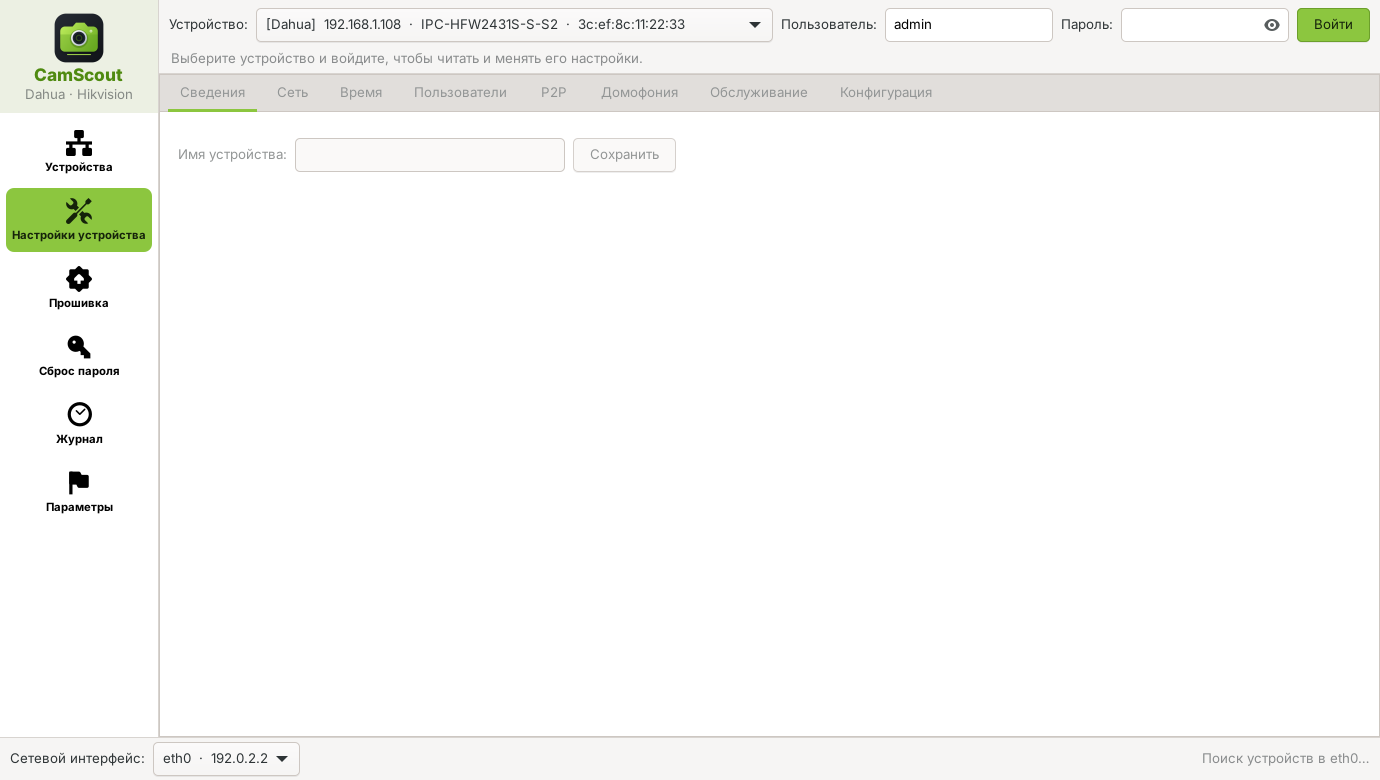 CamScout
Dahua · Hikvision
Устройства
Настройки устройства
Прошивка
Сброс пароля
Журнал
Параметры
Устройство: [Dahua] 192.168.1.108 · IPC-HFW2431S-S-S2 · 3c:ef:8c:11:22:33 Пользователь: admin Пароль: Войти
Выберите устройство и войдите, чтобы читать и менять его настройки.
Сведения Сеть Время Пользователи P2P Домофония Обслуживание Конфигурация
Имя устройства: Сохранить
Сетевой интерфейс: eth0 · 192.0.2.2 Поиск устройств в eth0...